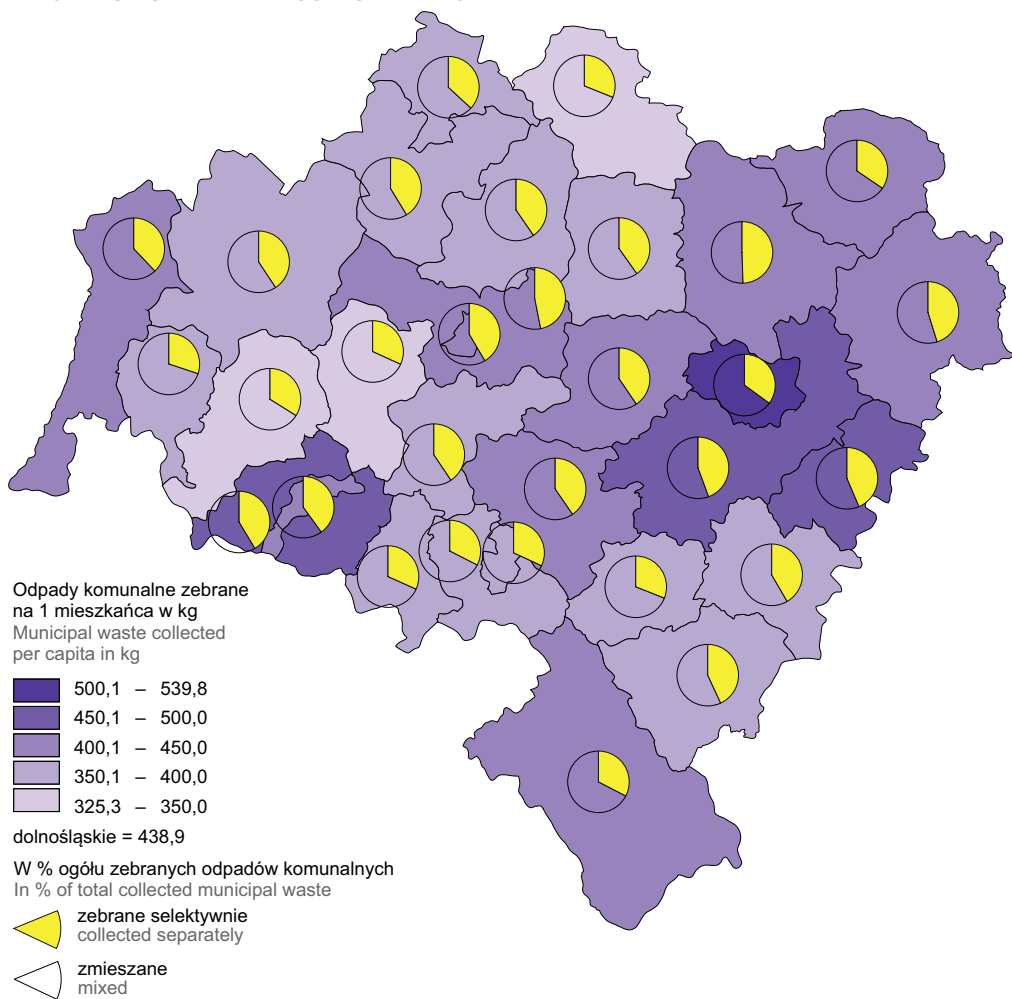 Odpady komunalne zebrane
na 1 mieszkańca w kg
Municipal waste collected
per capita in kg
500,1 – 539,8
450,1 – 500,0
400,1 – 450,0
350,1 – 400,0
325,3 – 350,0
dolnośląskie = 438,9
W % ogółu zebranych odpadów komunalnych
In % of total collected municipal waste
zebrane selektywnie
collected separately
zmieszane
mixed